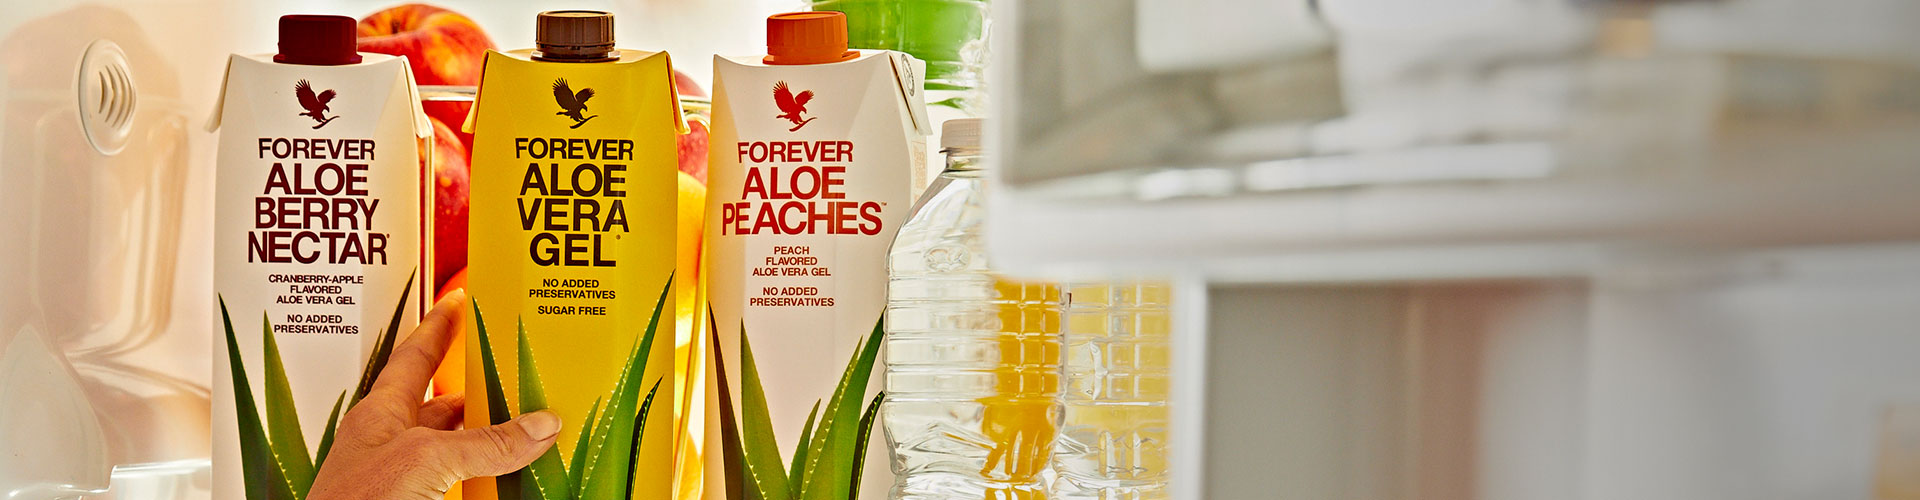 FOREVER
ALOE
BERRY
NECTAR®
CRANBERRY-APPLE
FLAVORED
ALOE VERA GEL
NO ADDED
PRESERVATIVES
FOREVER
ALOE
VERA
GEL®
NO ADDED
PRESERVATIVES
SUGAR FREE
FOREVER
ALOE
PEACHES™
PEACH
FLAVORED
ALOE VERA GEL
NO ADDED
PRESERVATIVES